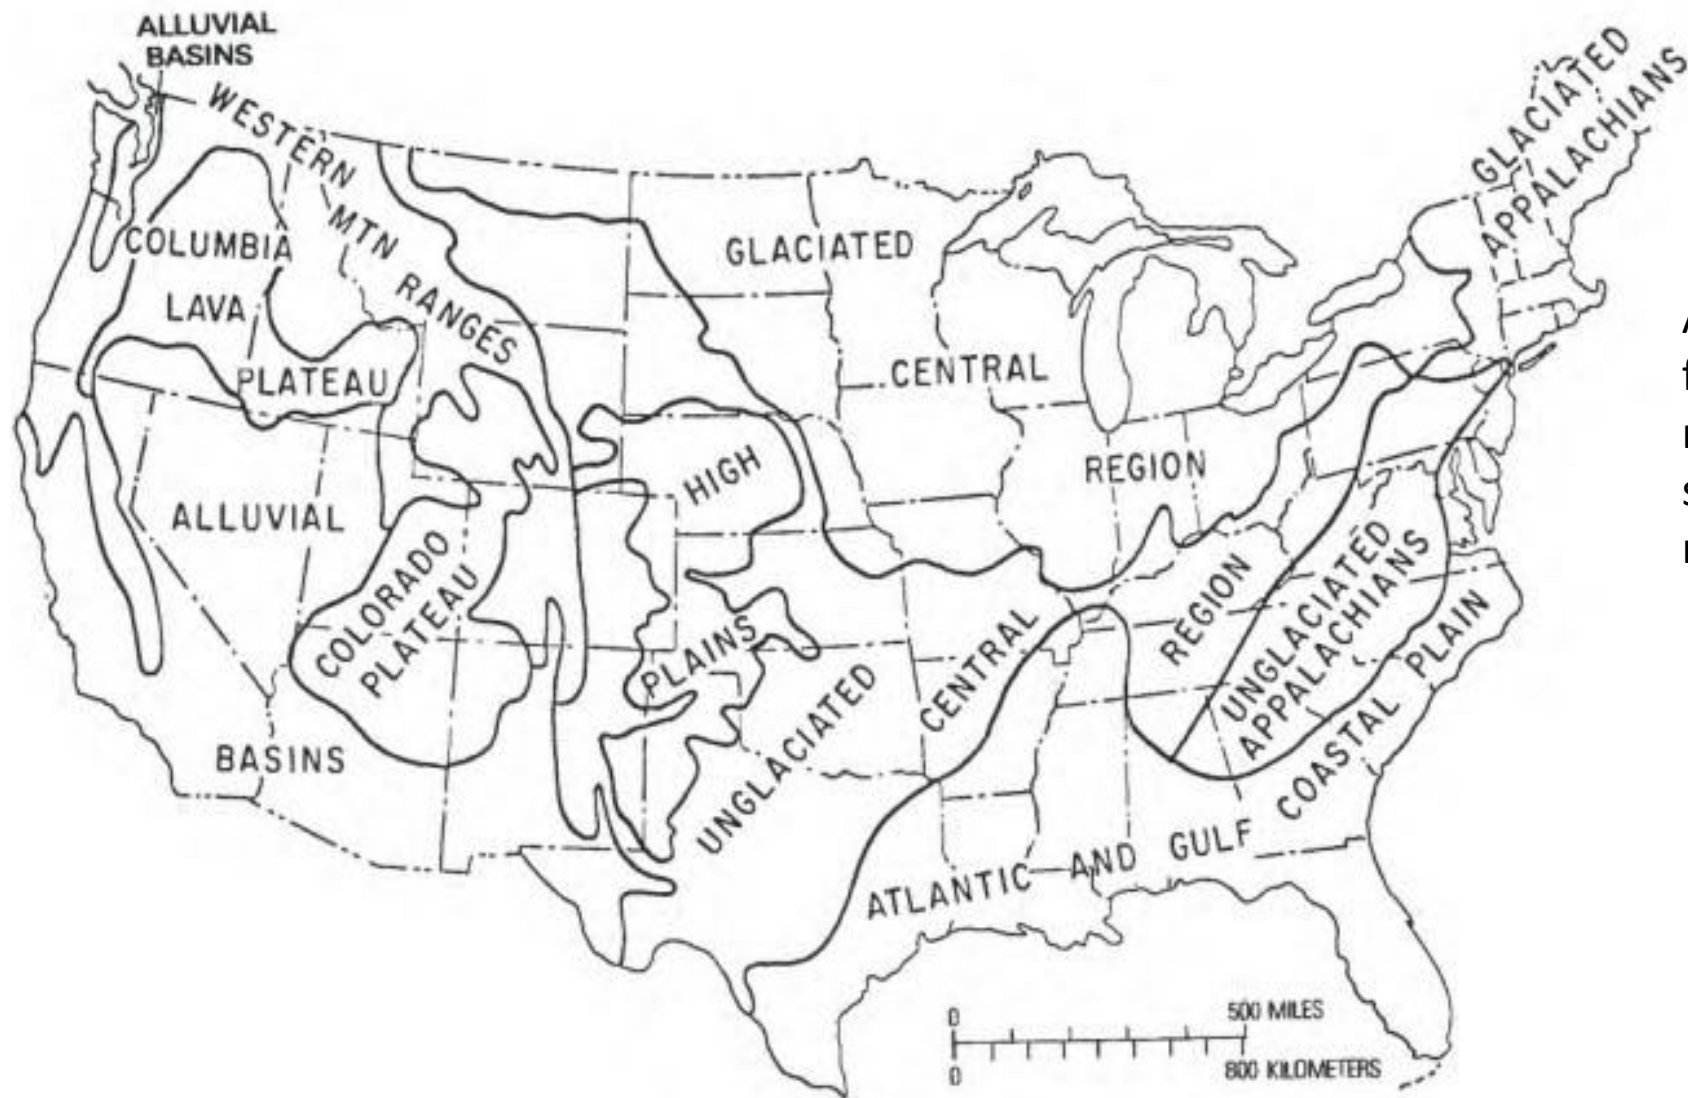 ALLUVIAL
BASINS
WESTERN
MTN
RANGES
COLUMBIA
LAVA
PLATEAU
ALLUVIAL
BASINS
COLORADO
PLATEAU
HIGH
PLAINS
GLACIATED
CENTRAL
REGION
UNGLACIATED
CENTRAL
REGION
UNGLACIATED
APPALACHIANS
GLACIATED
APPALACHIANS
ATLANTIC AND GULF COASTAL PLAIN
0 500 MILES
0 800 KILOMETERS